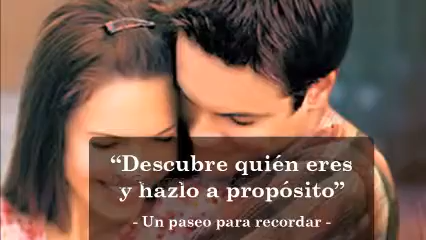 “Descubre quién eres
y hazlo a propósito”
- Un paseo para recordar -